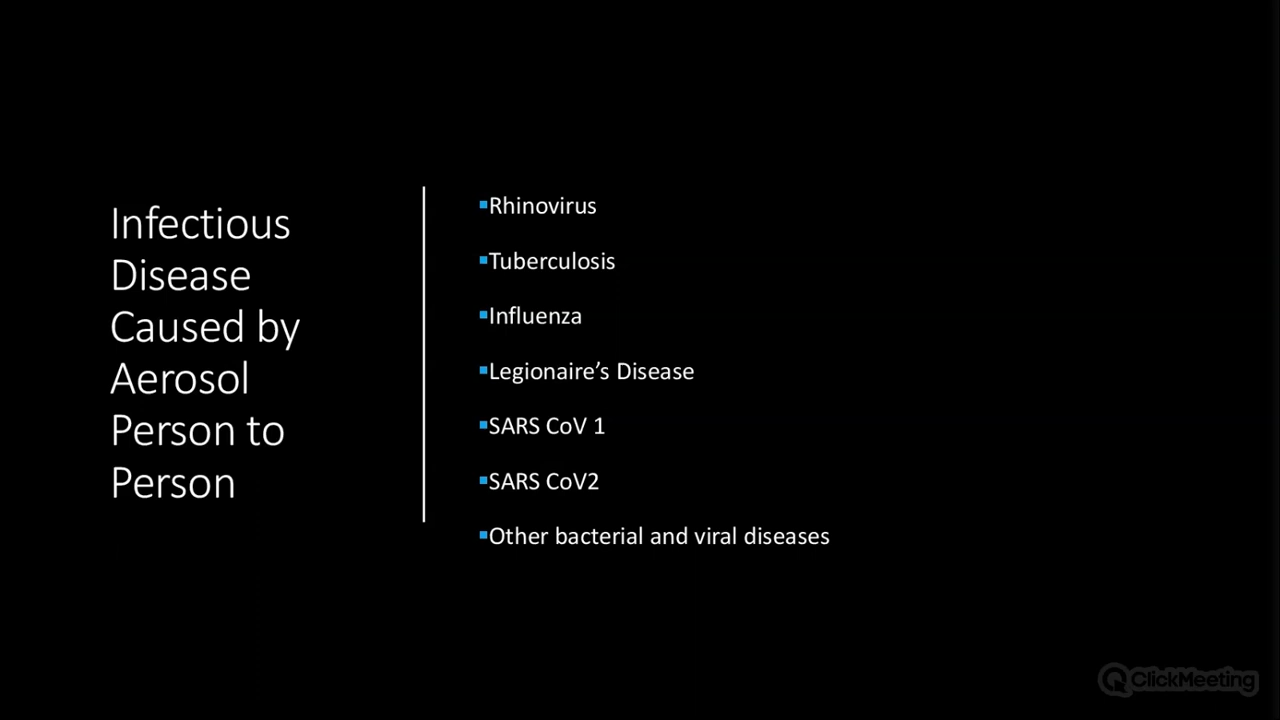 Infectious
Disease
Caused by
Aerosol
Person to
Person
▪Rhinovirus
▪Tuberculosis
▪Influenza
▪Legionaire’s Disease
▪SARS CoV 1
▪SARS CoV2
▪Other bacterial and viral diseases
ClickMeeting